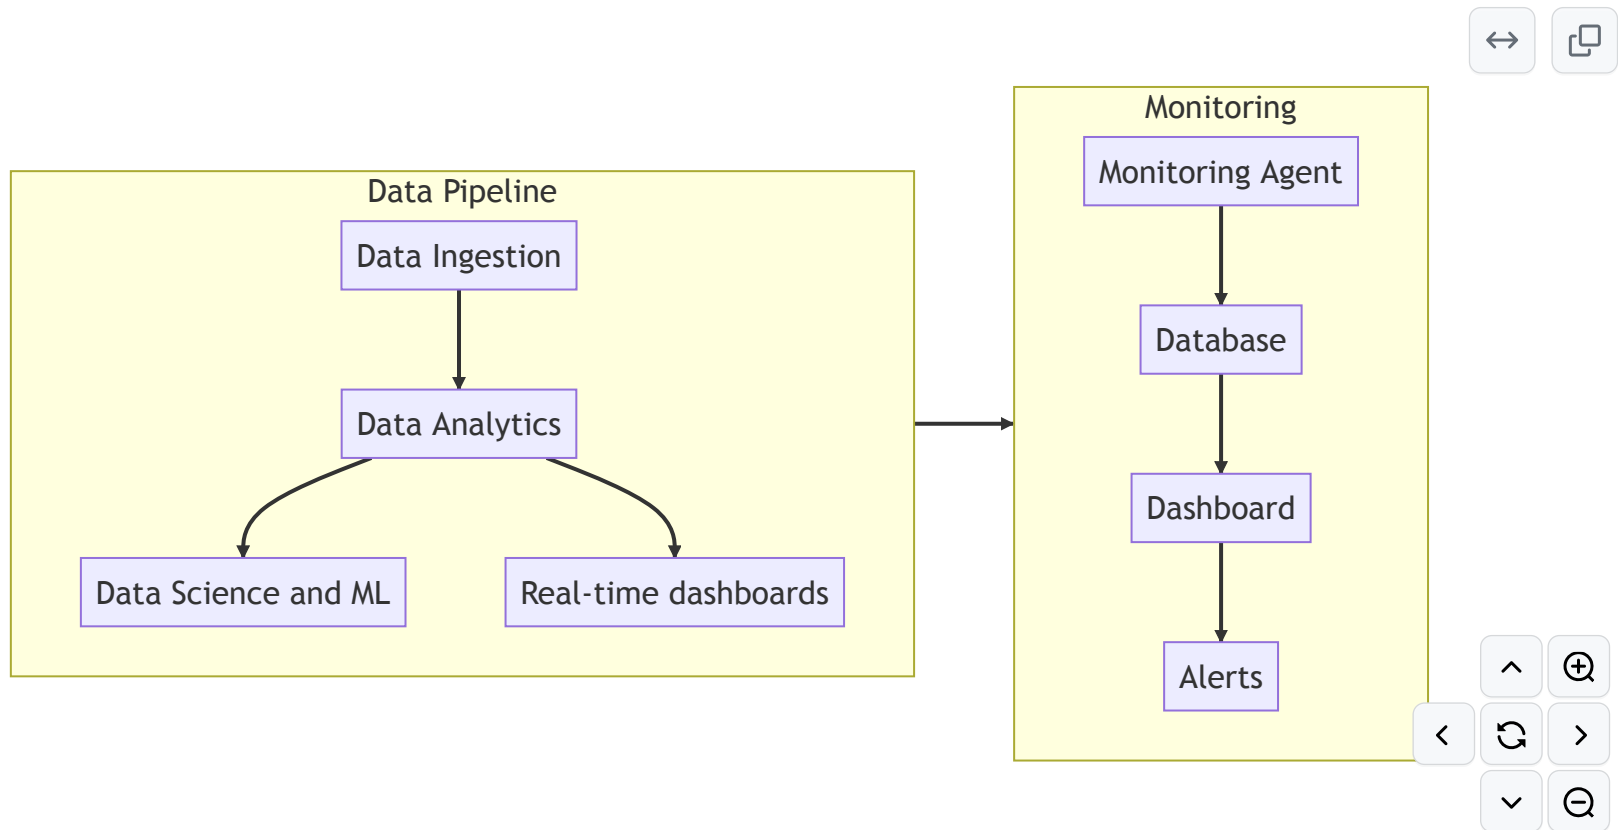 Data Pipeline
Data Ingestion
Data Analytics
Data Science and ML
Real-time dashboards
Monitoring
Monitoring Agent
Database
Dashboard
Alerts